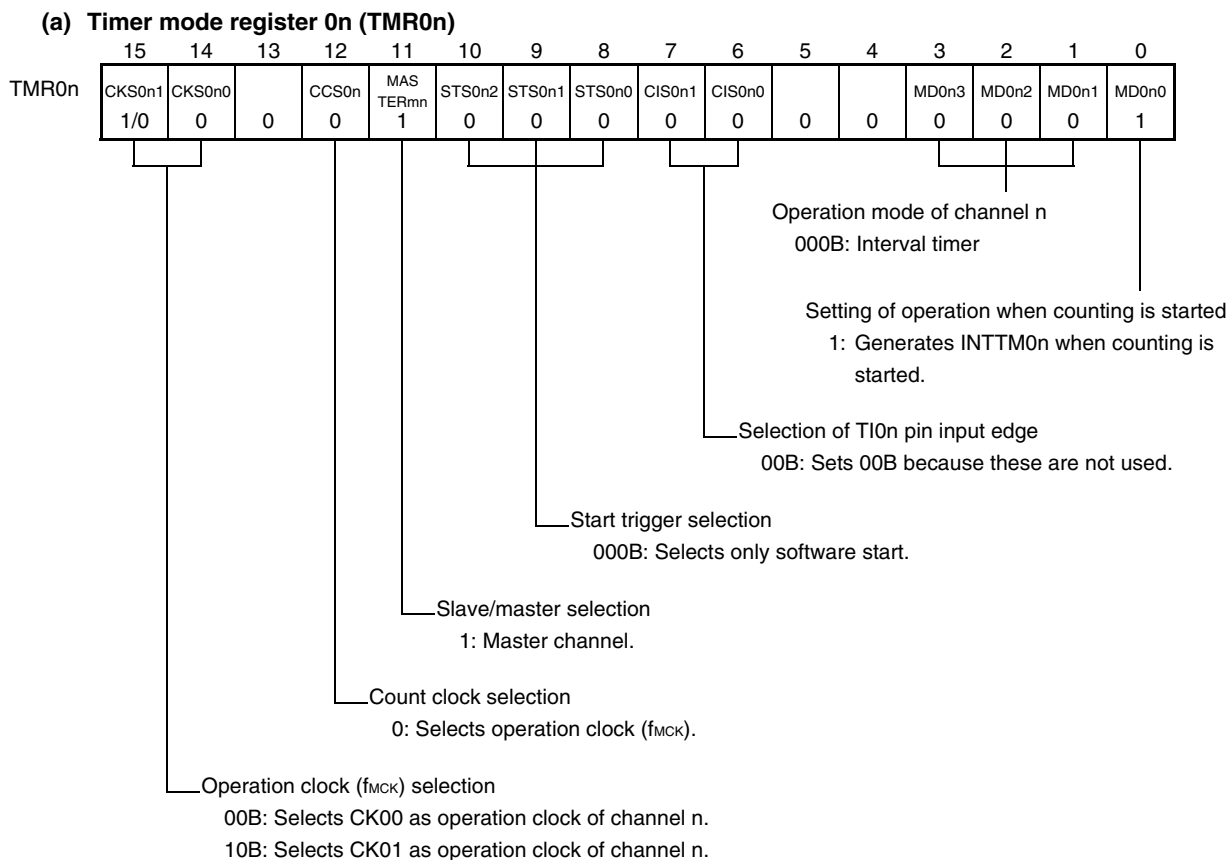 (a) Timer mode register 0n (TMR0n)
15 14 13 12 11 10 9 8 7 6 5 4 3 2 1 0
TMR0n CKS0n1 CKS0n0 CCS0n MAS TERmn STS0n2 STS0n1 STS0n0 CIS0n1 CIS0n0 MD0n3 MD0n2 MD0n1 MD0n0
1/0 0 0 0 1 0 0 0 0 0 0 0 0 0 0 1
Operation mode of channel n
000B: Interval timer
Setting of operation when counting is started
1: Generates INTTM0n when counting is
started.
Selection of TI0n pin input edge
00B: Sets 00B because these are not used.
Start trigger selection
000B: Selects only software start.
Slave/master selection
1: Master channel.
Count clock selection
0: Selects operation clock (fMCK).
Operation clock (fMCK) selection
00B: Selects CK00 as operation clock of channel n.
10B: Selects CK01 as operation clock of channel n.